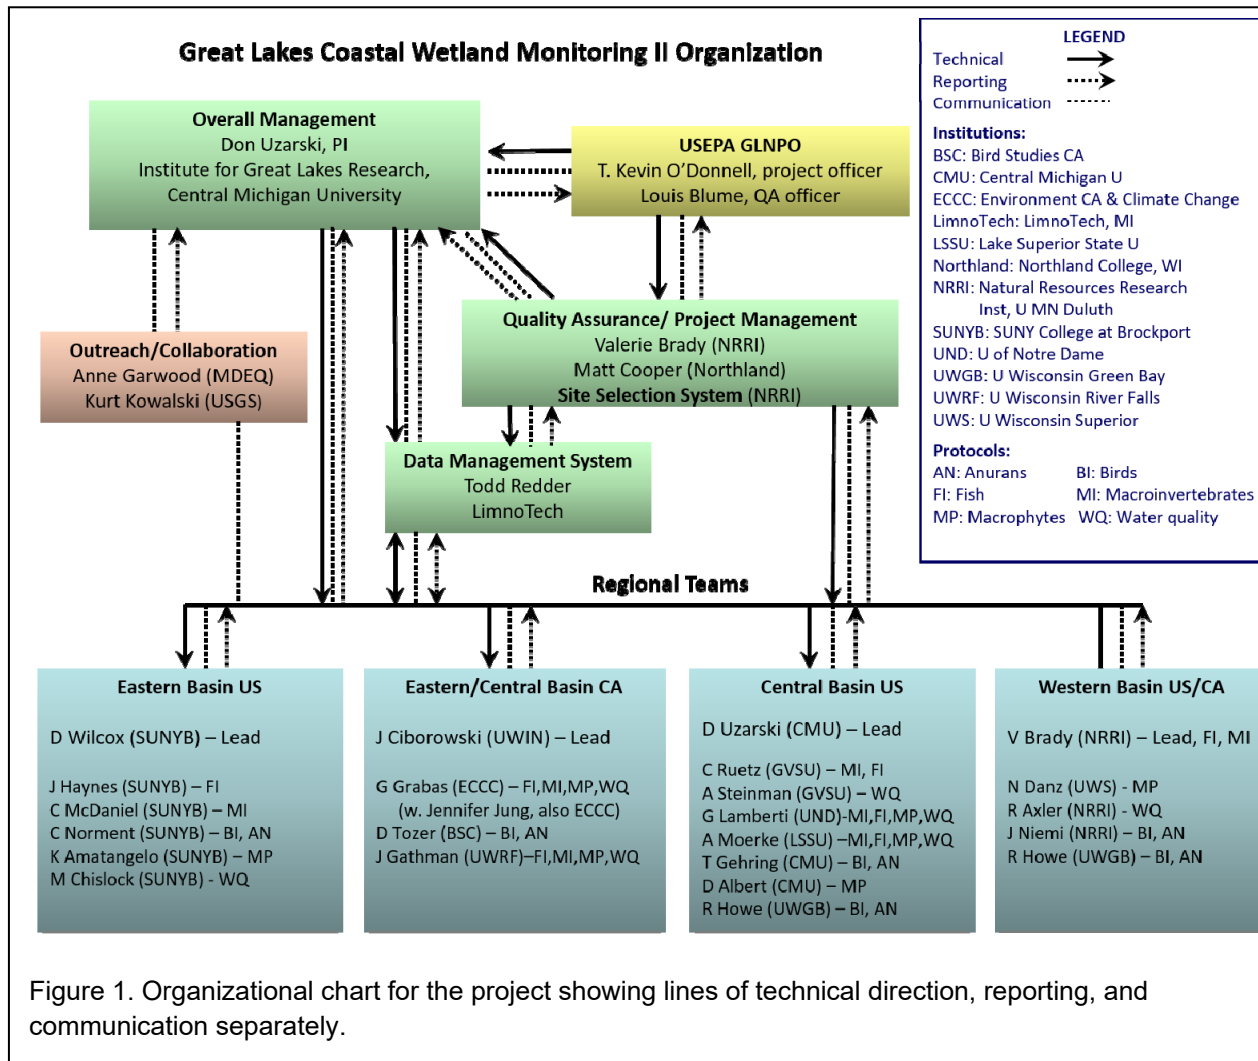 Great Lakes Coastal Wetland Monitoring II Organization
Overall Management
Don Uzarski, PI
Institute for Great Lakes Research,
Central Michigan University
USEPA GLNPO
T. Kevin O'Donnell, project officer
Louis Blume, QA officer
Quality Assurance/ Project Management
Valerie Brady (NRRI)
Matt Cooper (Northland)
Site Selection System (NRRI)
Outreach/Collaboration
Anne Garwood (MDEQ)
Kurt Kowalski (USGS)
Data Management System
Todd Redder
LimnoTech
LEGEND
Technical
Reporting
Communication
Institutions:
BSC: Bird Studies CA
CMU: Central Michigan U
ECCC: Environment CA & Climate Change
LimnoTech: LimnoTech, MI
LSSU: Lake Superior State U
Northland: Northland College, WI
NRRI: Natural Resources Research
Inst, U MN Duluth
SUNYB: SUNY College at Brockport
UND: U of Notre Dame
UWGB: U Wisconsin Green Bay
UWRF: U Wisconsin River Falls
UWS: U Wisconsin Superior
Protocols:
AN: Anurans BI: Birds
FI: Fish MI: Macroinvertebrates
MP: Macrophytes WQ: Water quality
Regional Teams
Eastern Basin US
D Wilcox (SUNYB) – Lead
J Haynes (SUNYB) – FI
C McDaniel (SUNYB) – MI
C Norment (SUNYB) – BI, AN
K Amatangelo (SUNYB) – MP
M Chislock (SUNYB) - WQ
Eastern/Central Basin CA
J Ciborowski (UWIN) – Lead
G Grabas (ECCC) – FI,MI,MP,WQ
(w. Jennifer Jung, also ECCC)
D Tozer (BSC) – BI, AN
J Gathman (UWRF)–FI,MI,MP,WQ
Central Basin US
D Uzarski (CMU) – Lead
C Ruetz (GVSU) – MI, FI
A Steinman (GVSU) – WQ
G Lamberti (UND)-MI,FI,MP,WQ
A Moerke (LSSU) –MI,FI,MP,WQ
T Gehring (CMU) – BI, AN
D Albert (CMU) – MP
R Howe (UWGB) – BI, AN
Western Basin US/CA
V Brady (NRRI) – Lead, FI, MI
N Danz (UWS) - MP
R Axler (NRRI) - WQ
J Niemi (NRRI) – BI, AN
R Howe (UWGB) – BI, AN
Figure 1. Organizational chart for the project showing lines of technical direction, reporting, and
communication separately.